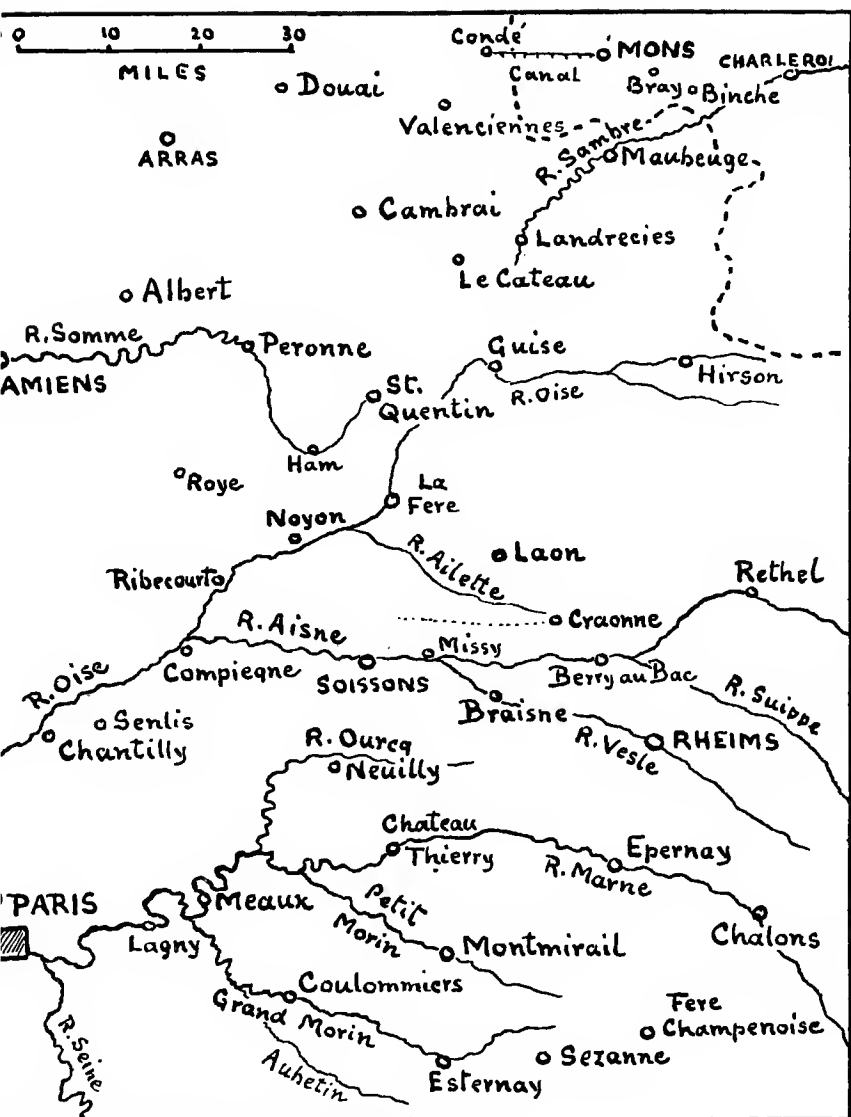 0 10 20 30
MILES
Condé
MONS
CHARLEROI
Canal
Bray
Binche
Douai
Valenciennes
R. Sambre
Maubeuge
ARRAS
Cambrai
Landrecies
Le Cateau
Albert
R. Somme
Peronne
Guise
AMIENS
Hirson
R. Oise
St.
Quentin
Ham
Roye
La
Fere
Noyon
Laon
R. Ailette
Ribecourt
Rethel
Craonne
R. Aisne
Missy
Compiegne
SOISSONS
Berry au Bac
R. Oise
R. Suippe
Senlis
Braisne
Chantilly
R. Vesle
RHEIMS
R. Ourcq
Neuilly
Chateau
Thierry
Epernay
R. Marne
PARIS
Meaux
Petit
Morin
Lagny
Montmirail
Chalons
Coulommiers
Grand Morin
Fere
Champenoise
R. Seine
Aubetin
Esternay
Sezanne